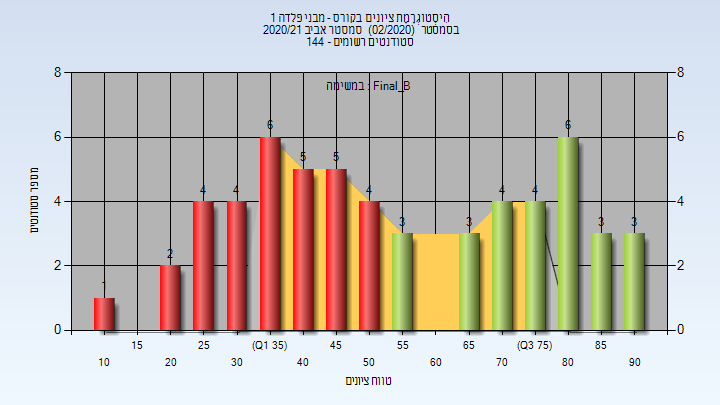 הִיסְטוֹגְרָמַת ציונים בקורס - מבני פלדה 1
בסמסטר (02/2020) סמסטר אביב 2020/21
סטודנטים רשומים - 144
במשימה : Final_B
מספר סטודנטים
8 8
6 6
4 4
2 2
0 0
1 2 4 4 6 5 5 4 3 3 4 4 6 3 3
15 25 (Q1 35) 45 55 65 (Q3 75) 85
10 20 30 40 50 60 70 80 90
טווח ציונים